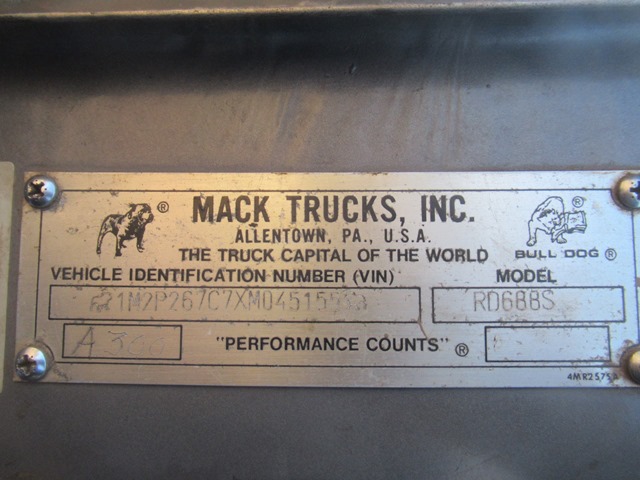 MACK TRUCKS, INC.
ALLENTOWN, PA., U.S.A.
THE TRUCK CAPITAL OF THE WORLD
BULL DOG ®
VEHICLE IDENTIFICATION NUMBER (VIN)
MODEL
RD688S
A 300
"PERFORMANCE COUNTS" ®